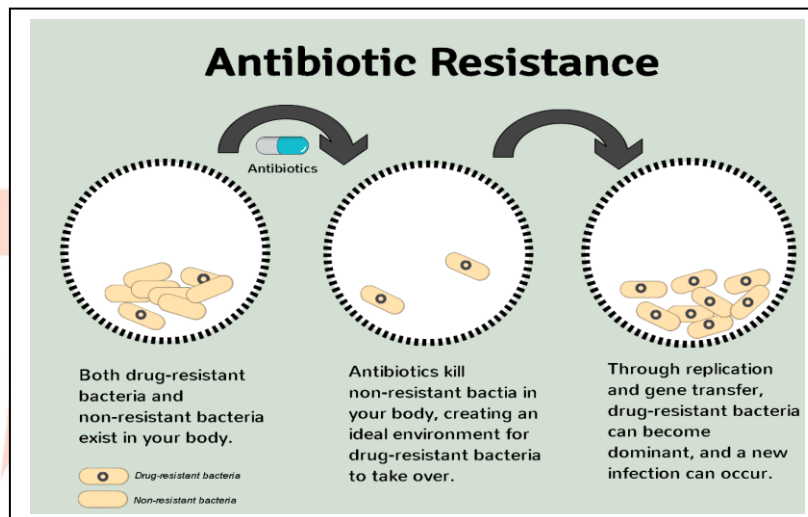 Antibiotic Resistance
Antibiotics
Both drug-resistant
bacteria and
non-resistant bacteria
exist in your body.
Antibiotics kill
non-resistant bactia in
your body, creating an
ideal environment for
drug-resistant bacteria
to take over.
Through replication
and gene transfer,
drug-resistant bacteria
can become
dominant, and a new
infection can occur.
Drug-resistant bacteria
Non-resistant bacteria